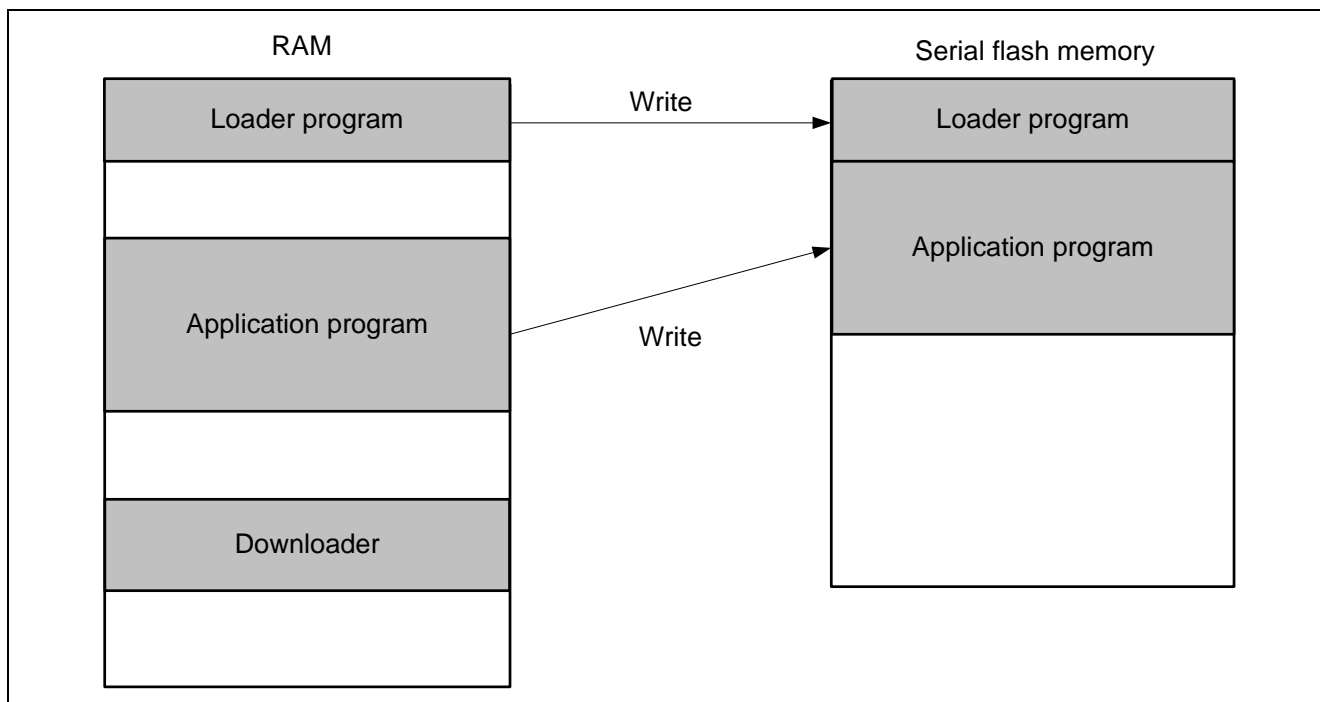 RAM
Serial flash memory
Loader program
Write
Loader program
Application program
Application program
Write
Downloader